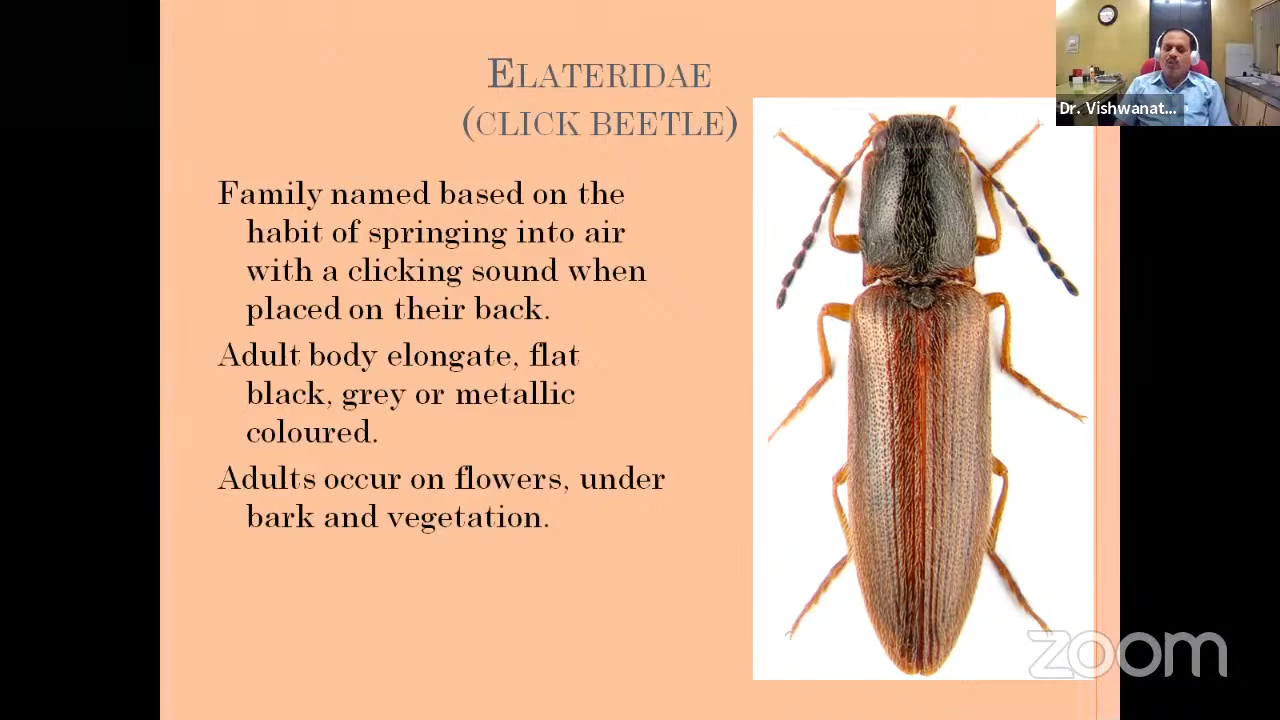 ELATERIDAE
(CLICK BEETLE)
Dr. Vishwanat...
Family named based on the
habit of springing into air
with a clicking sound when
placed on their back.
Adult body elongate, flat
black, grey or metallic
coloured.
Adults occur on flowers, under
bark and vegetation.
zoom